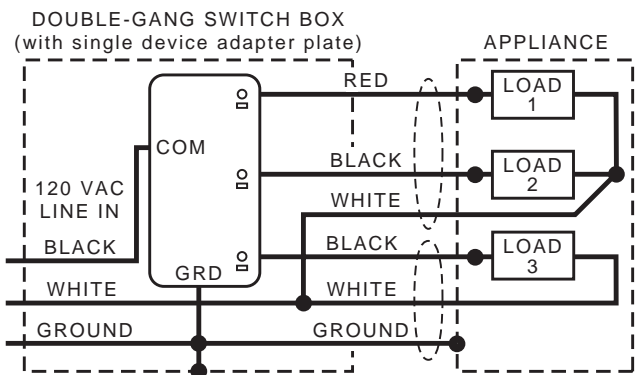 DOUBLE-GANG SWITCH BOX
(with single device adapter plate)
APPLIANCE
RED
LOAD
1
COM
BLACK
LOAD
2
120 VAC
LINE IN
WHITE
BLACK
BLACK
LOAD
3
GRD
WHITE
WHITE
GROUND
GROUND